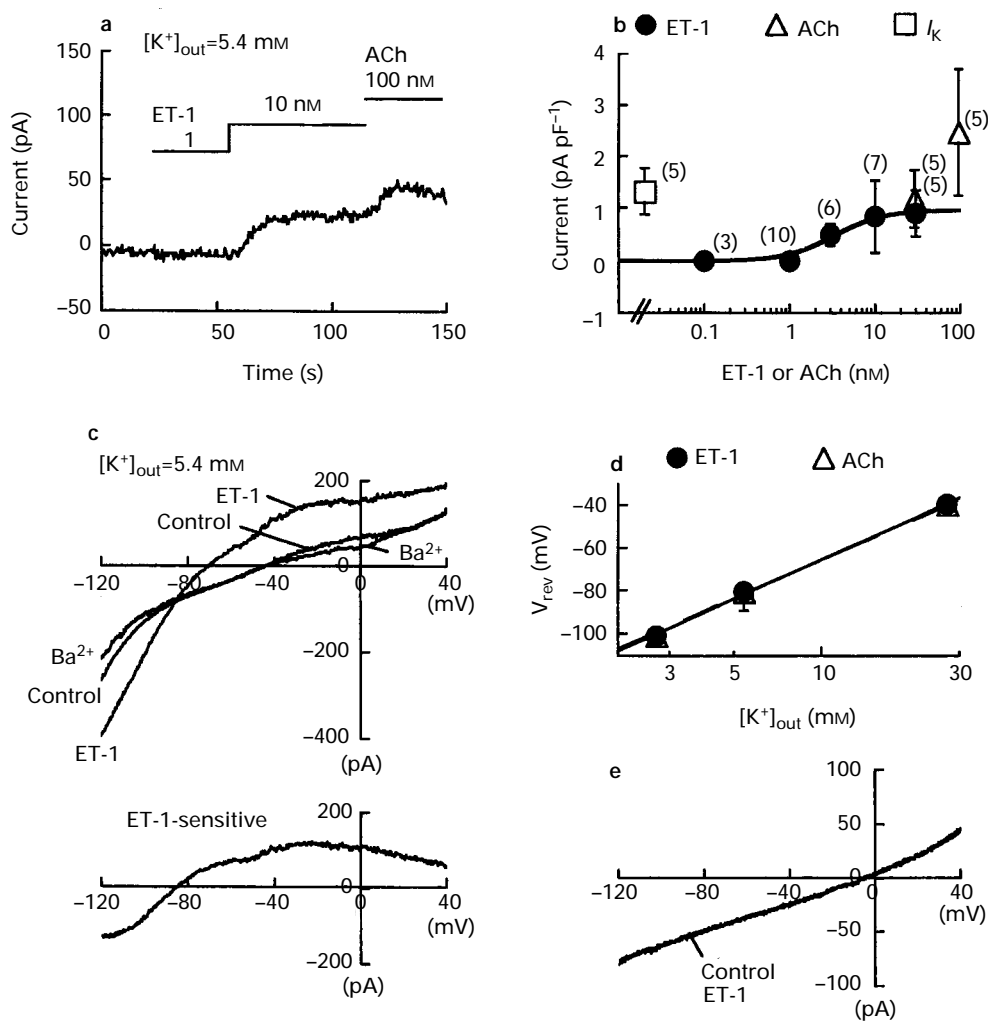 a
[K⁺]out=5.4 mM
ACh
100 nM
10 nM
ET-1
1
Current (pA)
150
100
50
0
−50
0
50
100
150
Time (s)
b
ET-1
ACh
IK
Current (pA pF⁻¹)
4
3
2
1
0
−1
(5)
(3)
(10)
(6)
(7)
(5)
(5)
(5)
0.1
1
10
100
ET-1 or ACh (nM)
c
[K⁺]out=5.4 mM
200
ET-1
Control
Ba²⁺
0
−120
−80
−40
0
40
(mV)
−200
Ba²⁺
Control
ET-1
−400
(pA)
ET-1-sensitive
200
0
−120
−80
−40
0
40
(mV)
−200
(pA)
d
ET-1
ACh
Vrev (mV)
−40
−60
−80
−100
3
5
10
30
[K⁺]out (mM)
e
100
50
−120
−80
−40
0
0
40
(mV)
−50
Control
ET-1
−100
(pA)